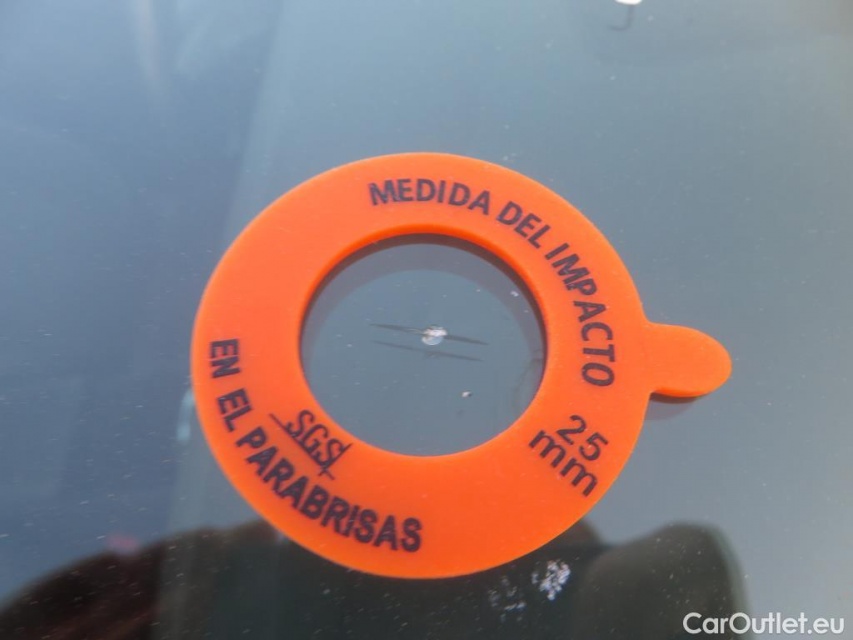 MEDIDA DEL IMPACTO
25
mm
EN EL PARABRISAS
SGS
CarOutlet.eu